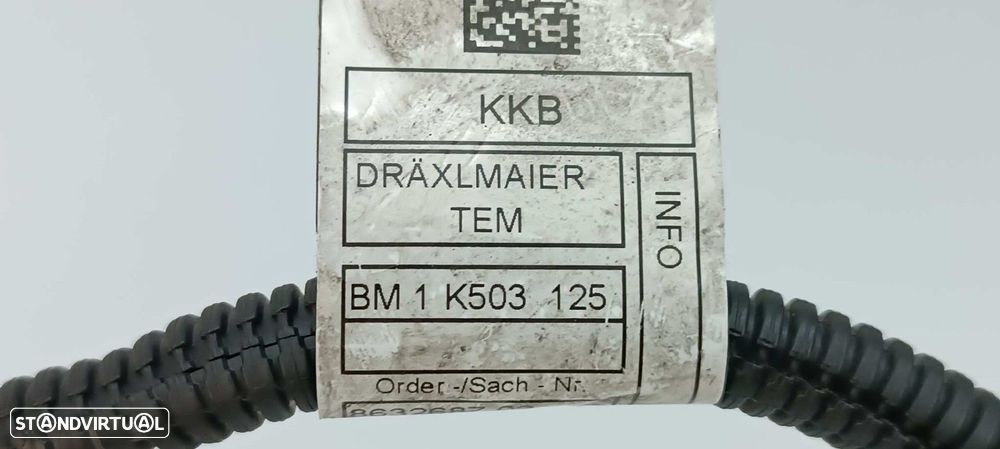 KKB
DRÄXLMAIER
TEM
INFO
BM 1 K503 125
Order -/Sach - Nr.
STANDVIRTUAL